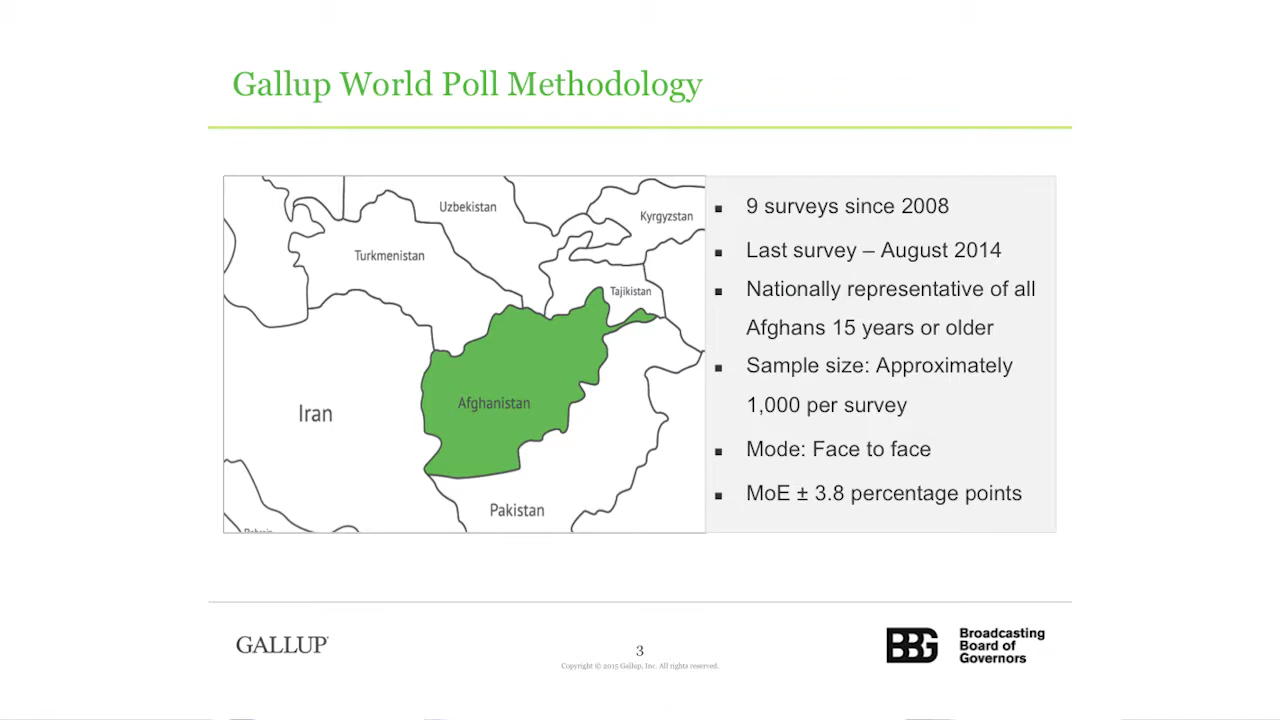 Gallup World Poll Methodology
Uzbekistan
Kyrgyzstan
Turkmenistan
Tajikistan
Afghanistan
Iran
Pakistan
▪ 9 surveys since 2008
▪ Last survey – August 2014
▪ Nationally representative of all
Afghans 15 years or older
▪ Sample size: Approximately
1,000 per survey
▪ Mode: Face to face
▪ MoE ± 3.8 percentage points
GALLUP
3
Copyright © 2015 Gallup, Inc. All rights reserved.
BBG
Broadcasting
Board of
Governors